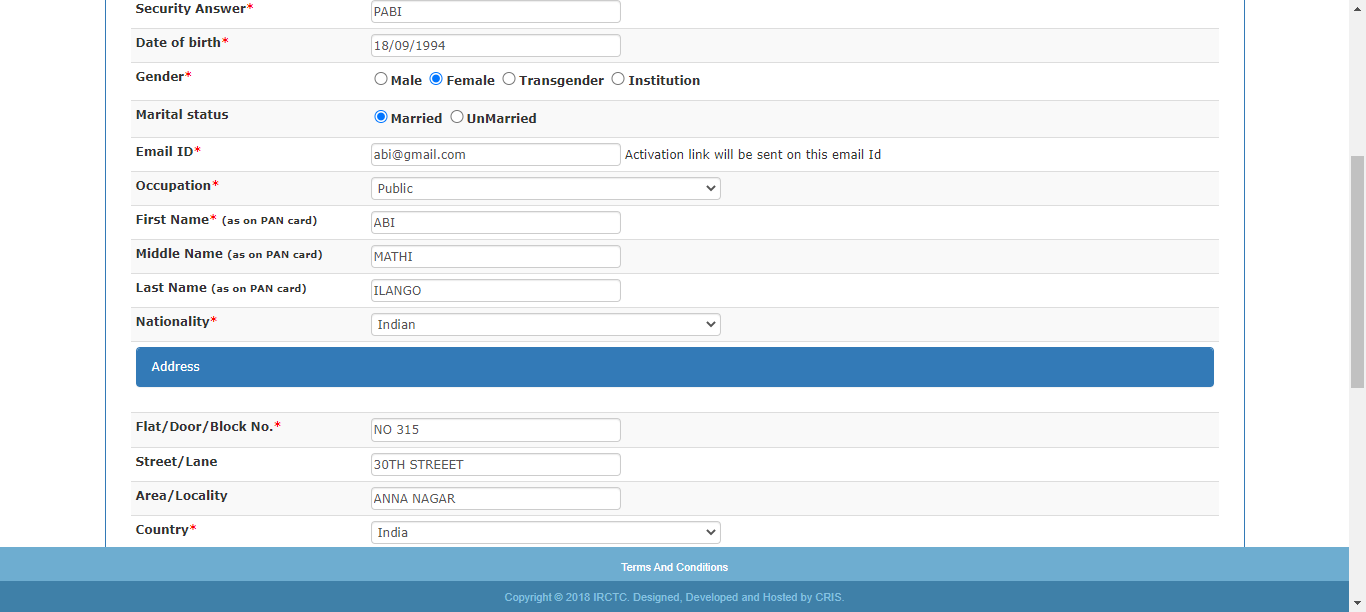 Security Answer* PABI
Date of birth* 18/09/1994
Gender* Male Female Transgender Institution
Marital status Married UnMarried
Email ID* abi@gmail.com Activation link will be sent on this email Id
Occupation* Public
First Name* (as on PAN card) ABI
Middle Name (as on PAN card) MATHI
Last Name (as on PAN card) ILANGO
Nationality* Indian
Address
Flat/Door/Block No.* NO 315
Street/Lane 30TH STREEET
Area/Locality ANNA NAGAR
Country* India
Terms And Conditions
Copyright © 2018 IRCTC. Designed, Developed and Hosted by CRIS.